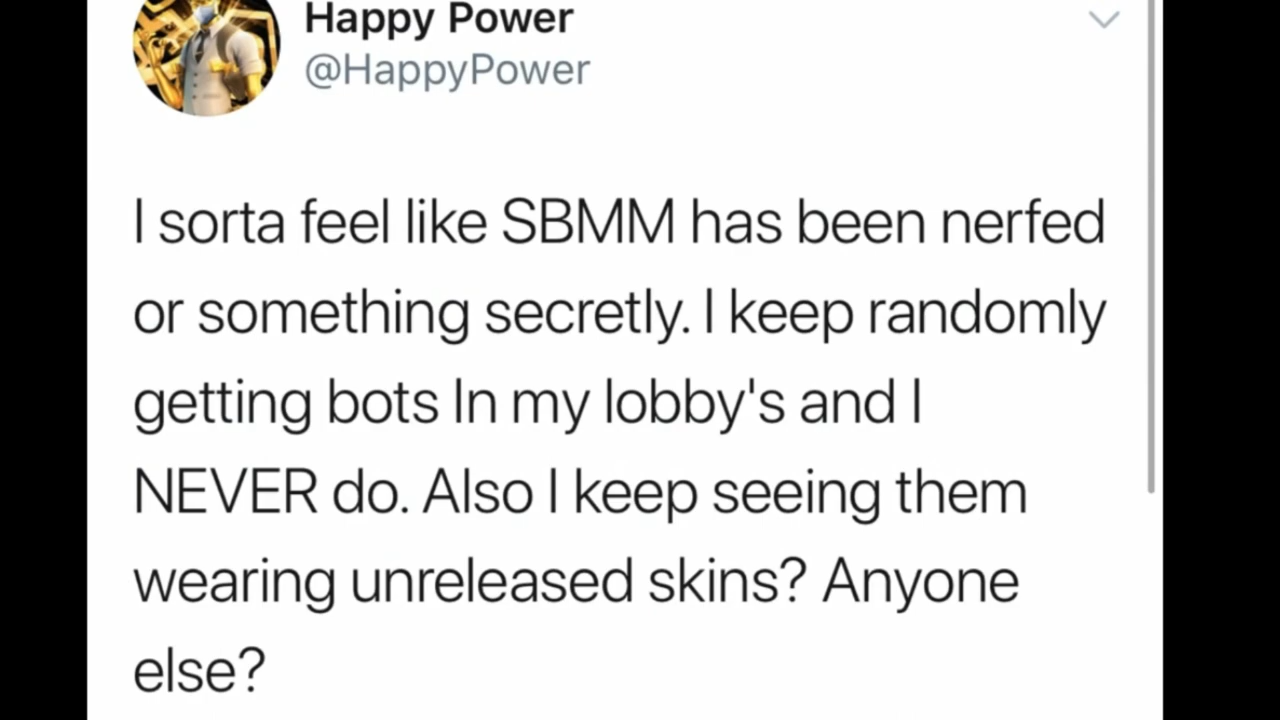 Happy Power
@HappyPower
I sorta feel like SBMM has been nerfed
or something secretly. I keep randomly
getting bots In my lobby's and I
NEVER do. Also I keep seeing them
wearing unreleased skins? Anyone
else?